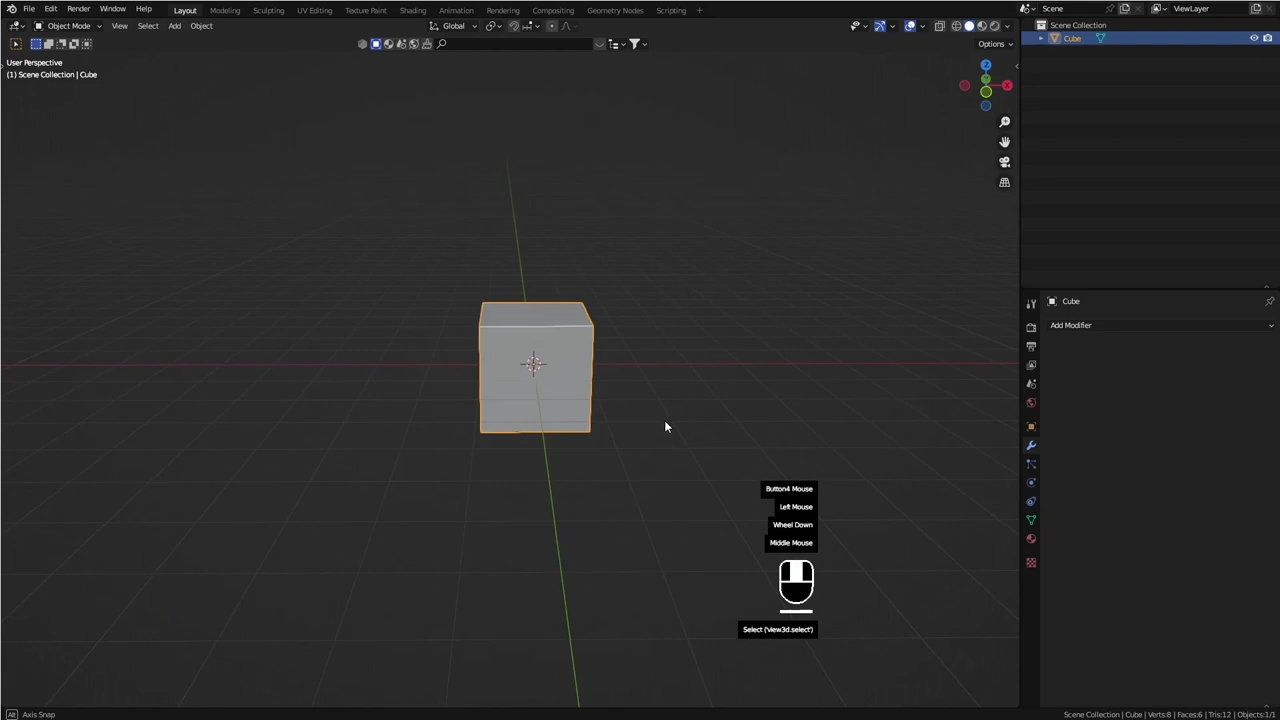 File Edit Render Window Help Layout Modeling Sculpting UV Editing Texture Paint Shading Animation Rendering Compositing Geometry Nodes Scripting + Scene ViewLayer
Object Mode View Select Add Object Global Scene Collection
Cube
Options
User Perspective
(1) Scene Collection | Cube
Z
Y
X
Cube
Add Modifier
Button4 Mouse
Left Mouse
Wheel Down
Middle Mouse
Select ('view3d.select')
Alt Axis Snap Scene Collection | Cube | Verts:8 | Faces:6 | Tris:12 | Objects:1/1